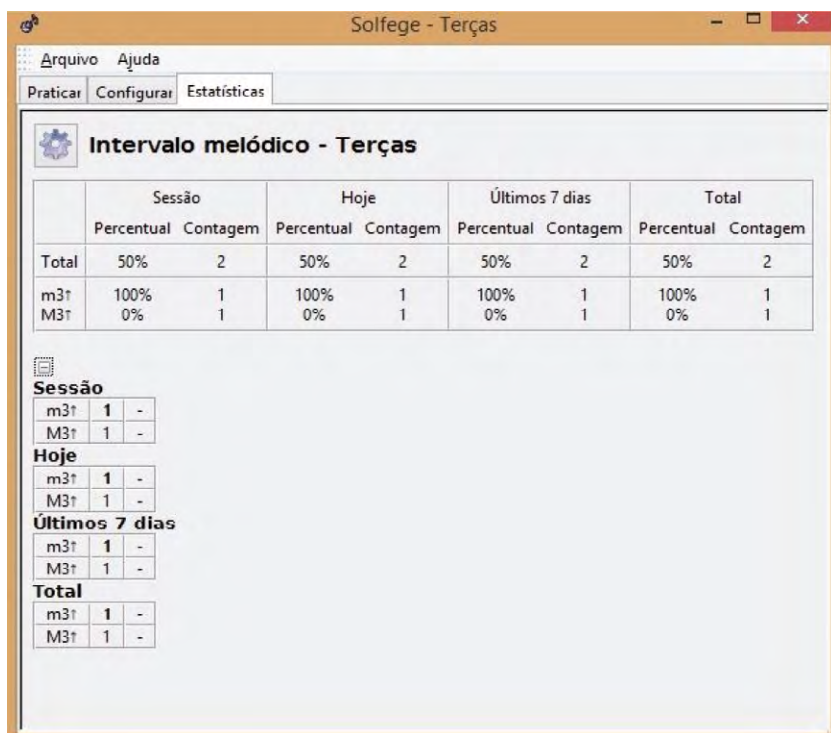 Solfege - Terças
Arquivo Ajuda
Praticar Configurar Estatísticas
Intervalo melódico - Terças
Sessão Hoje Últimos 7 dias Total
Percentual Contagem Percentual Contagem Percentual Contagem Percentual Contagem
Total 50% 2 50% 2 50% 2 50% 2
m3↑ 100% 1 100% 1 100% 1 100% 1
M3↑ 0% 1 0% 1 0% 1 0% 1
Sessão
m3↑ 1 -
M3↑ 1 -
Hoje
m3↑ 1 -
M3↑ 1 -
Últimos 7 dias
m3↑ 1 -
M3↑ 1 -
Total
m3↑ 1 -
M3↑ 1 -